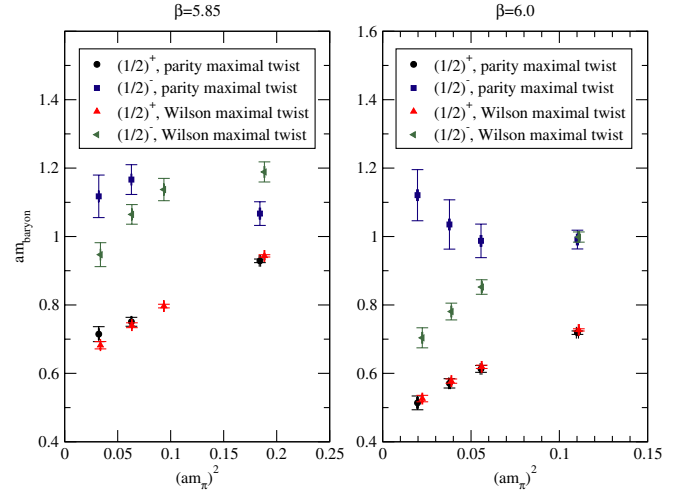 β=5.85
β=6.0
am_baryon
1.6
1.4
1.2
1
0.8
0.6
0.4
(1/2)^+, parity maximal twist
(1/2)^-, parity maximal twist
(1/2)^+, Wilson maximal twist
(1/2)^-, Wilson maximal twist
0 0.05 0.1 0.15 0.2 0.25
(am_π)^2
1.6
1.4
1.2
1
0.8
0.6
0.4
(1/2)^+, parity maximal twist
(1/2)^-, parity maximal twist
(1/2)^+, Wilson maximal twist
(1/2)^-, Wilson maximal twist
0 0.05 0.1 0.15
(am_π)^2